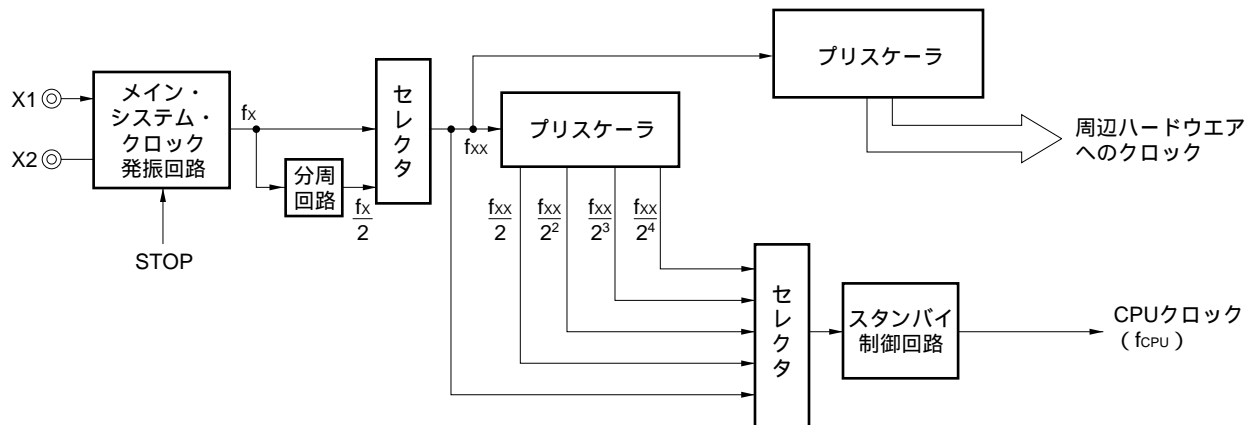 X1
X2
メイン・
システム・
クロック
発振回路
STOP
fX
分周
回路
fX
2
セレクタ
fXX
プリスケーラ
プリスケーラ
周辺ハードウエア
へのクロック
fXX
2
fXX
2²
fXX
2³
fXX
2⁴
セレクタ
スタンバイ
制御回路
CPUクロック
（fCPU）